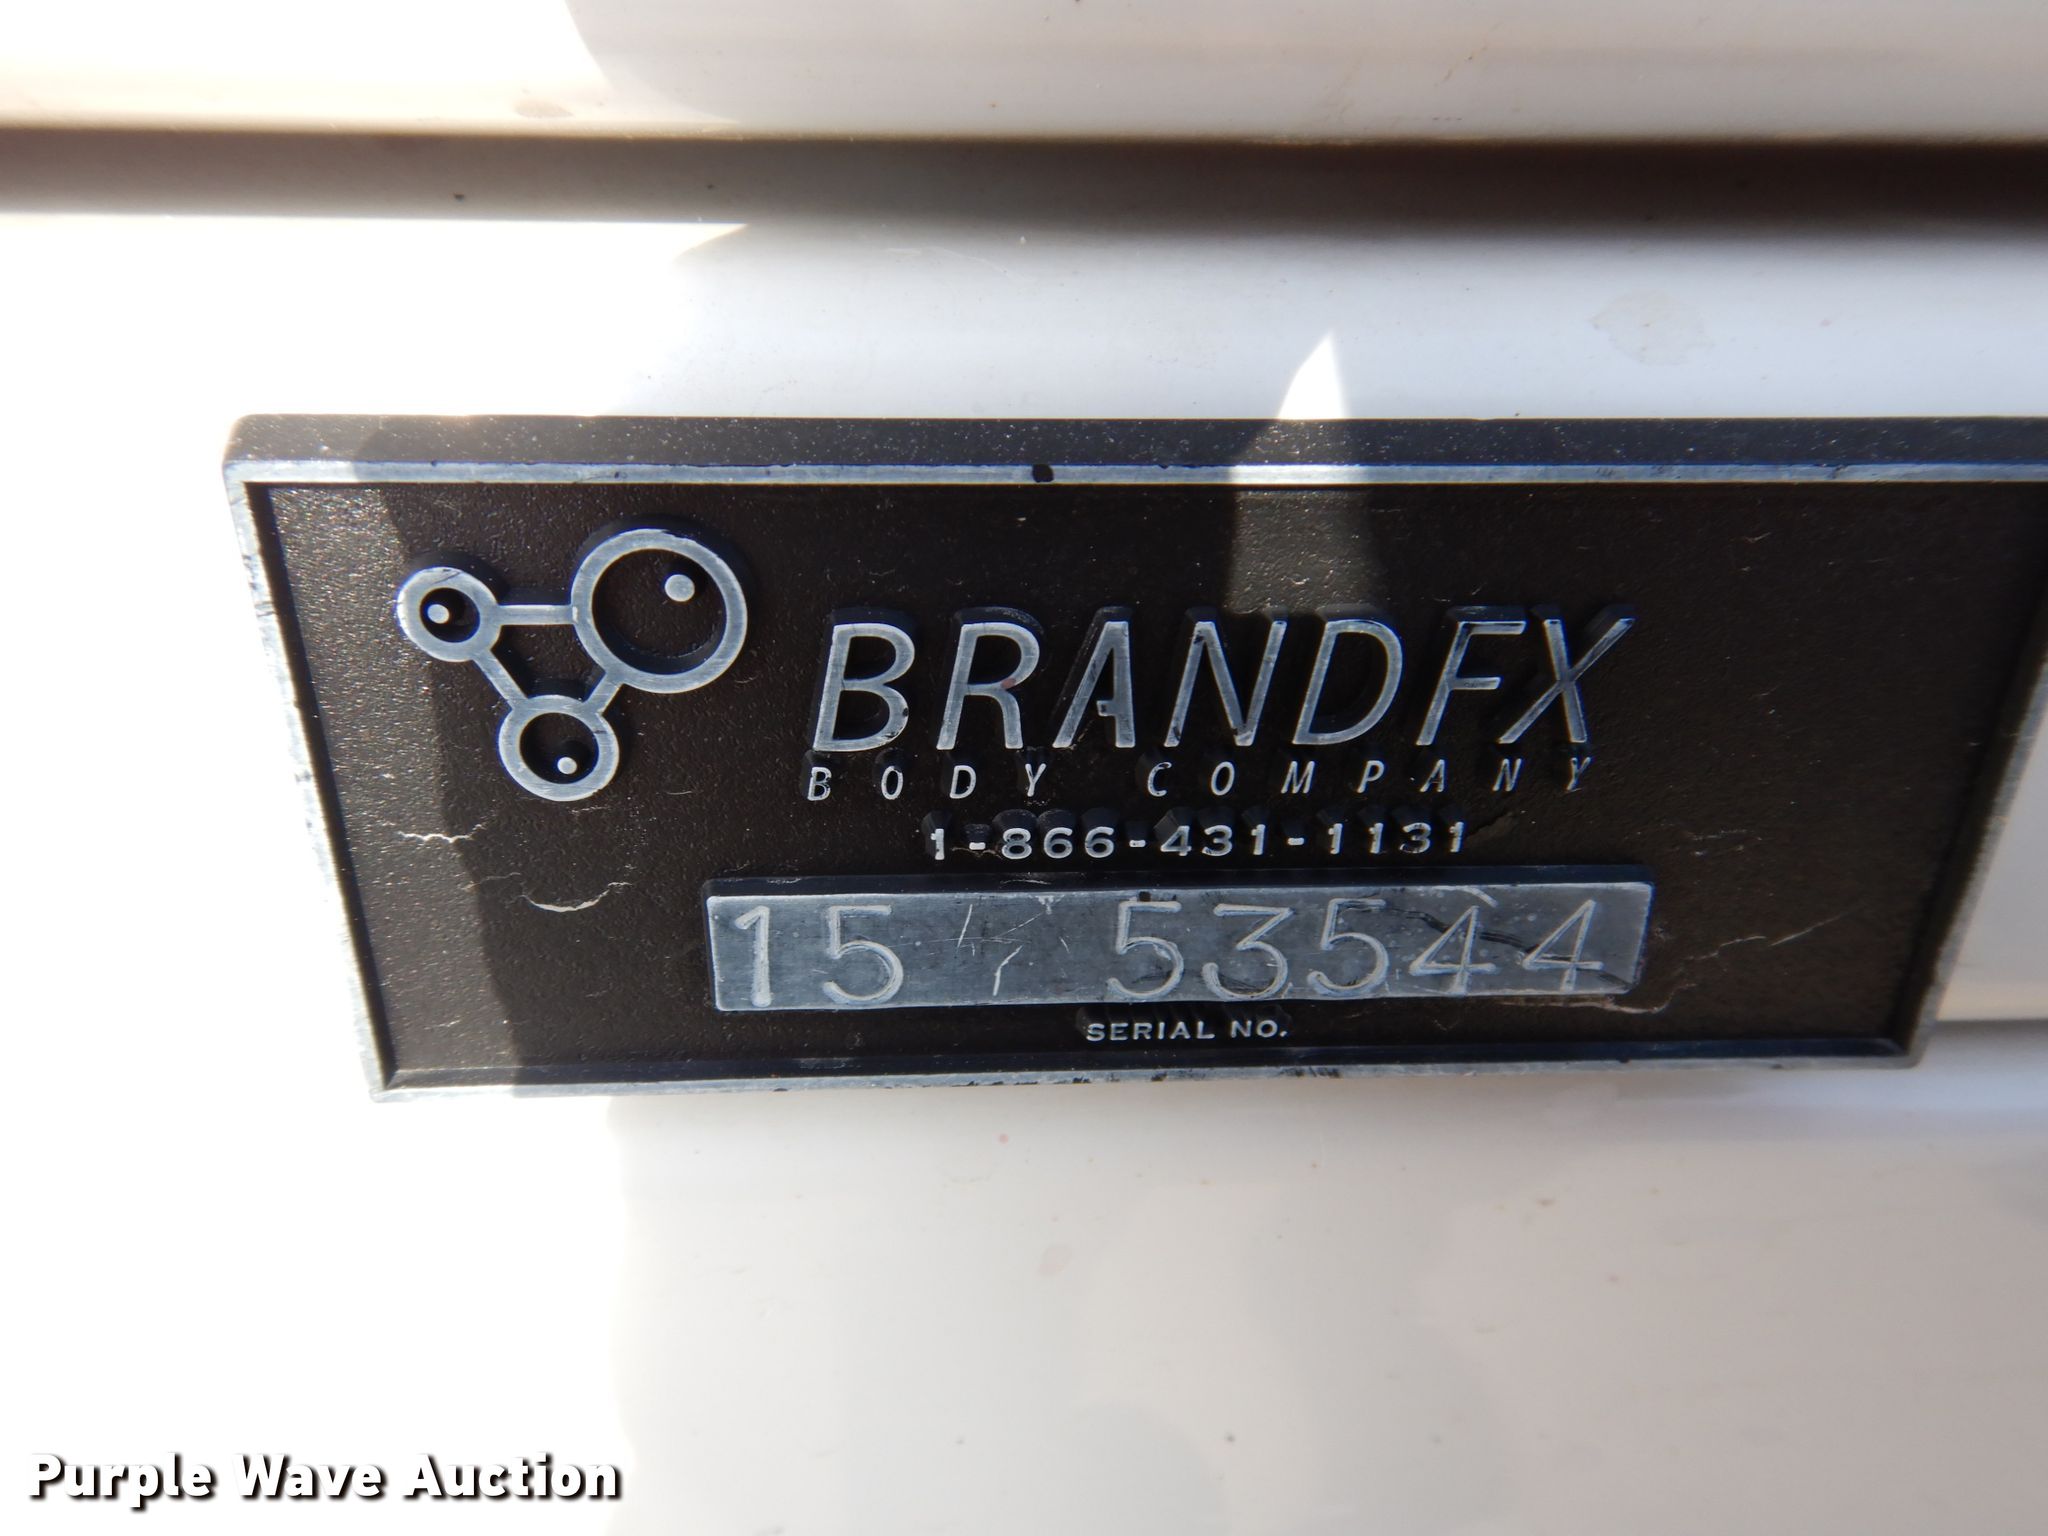 BRANDFX
BODY COMPANY
1-866-431-1131
15 53544
SERIAL NO.
Purple Wave Auction